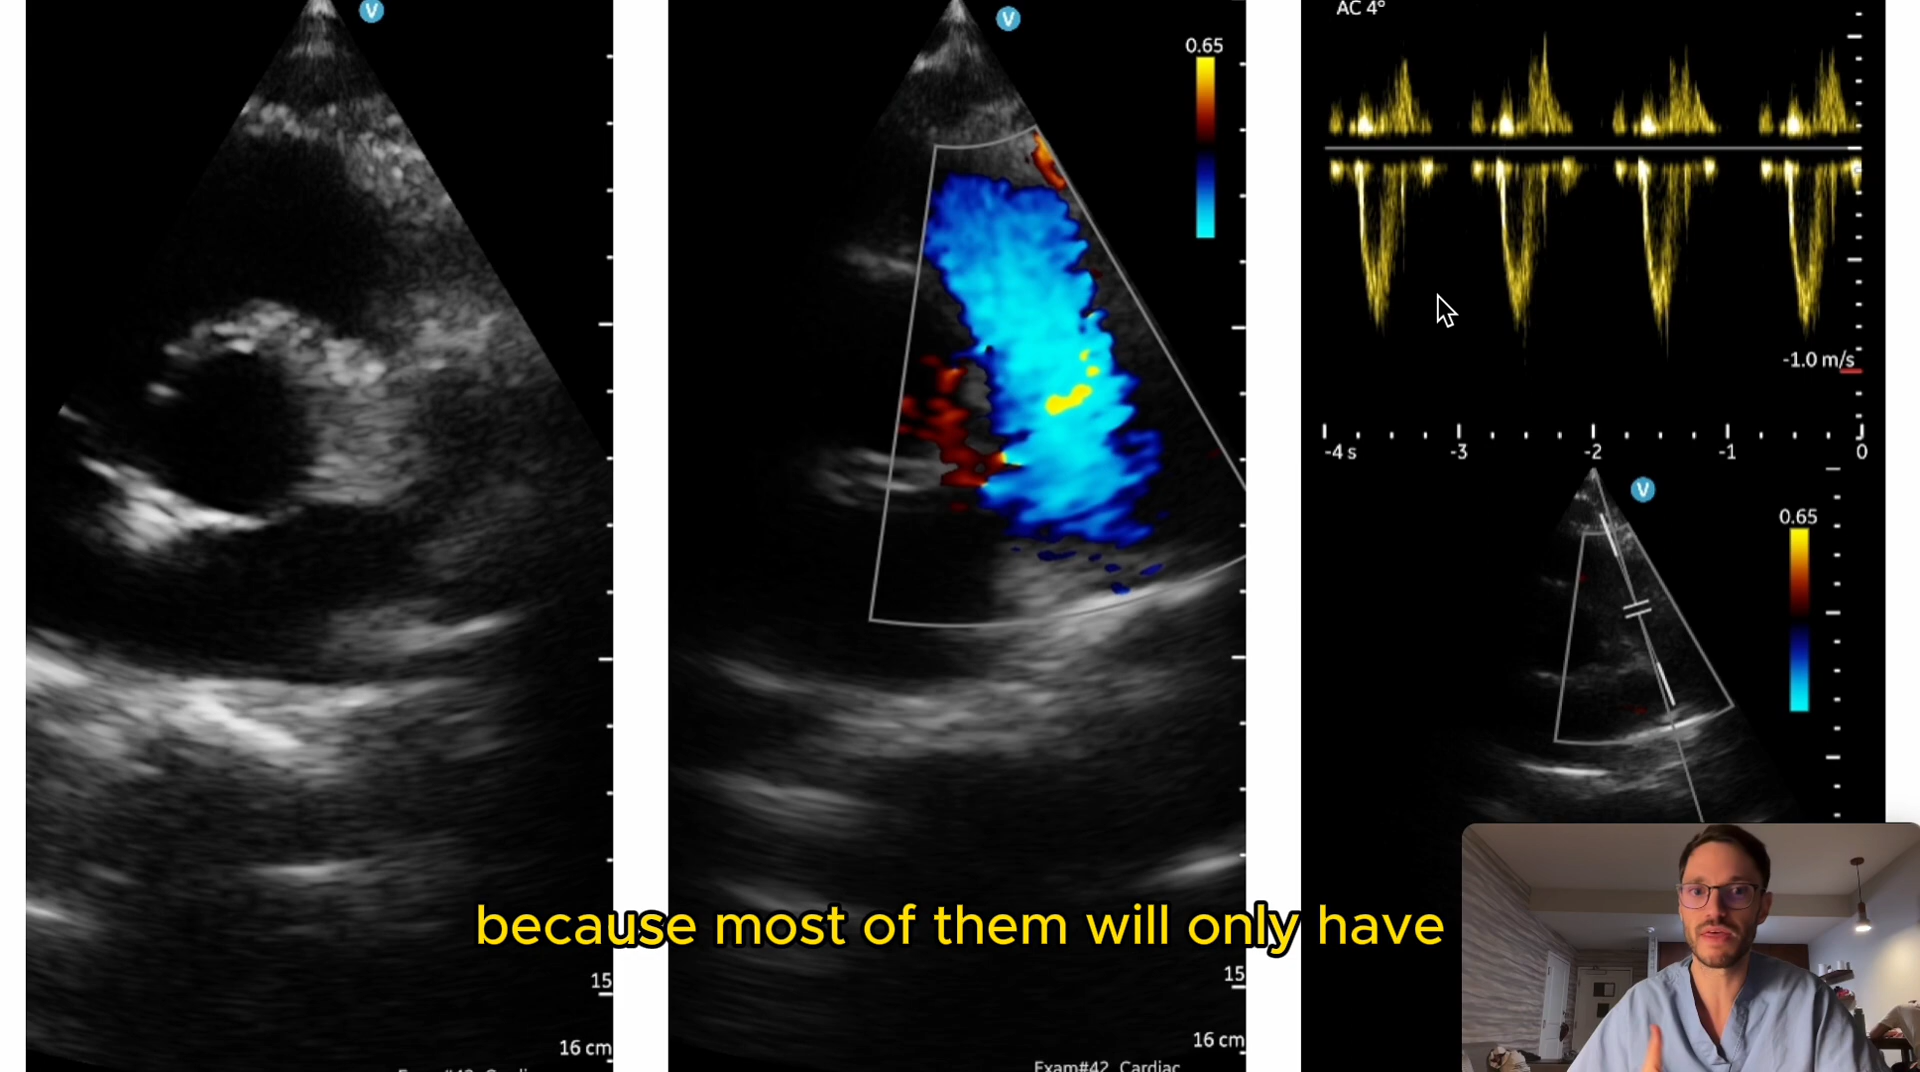 V
V
0.65
AC 4°
-1.0 m/s
-4 s
-3
-2
-1
0
V
0.65
because most of them will only have
15
15
16 cm
16 cm
Exam#42 Cardiac